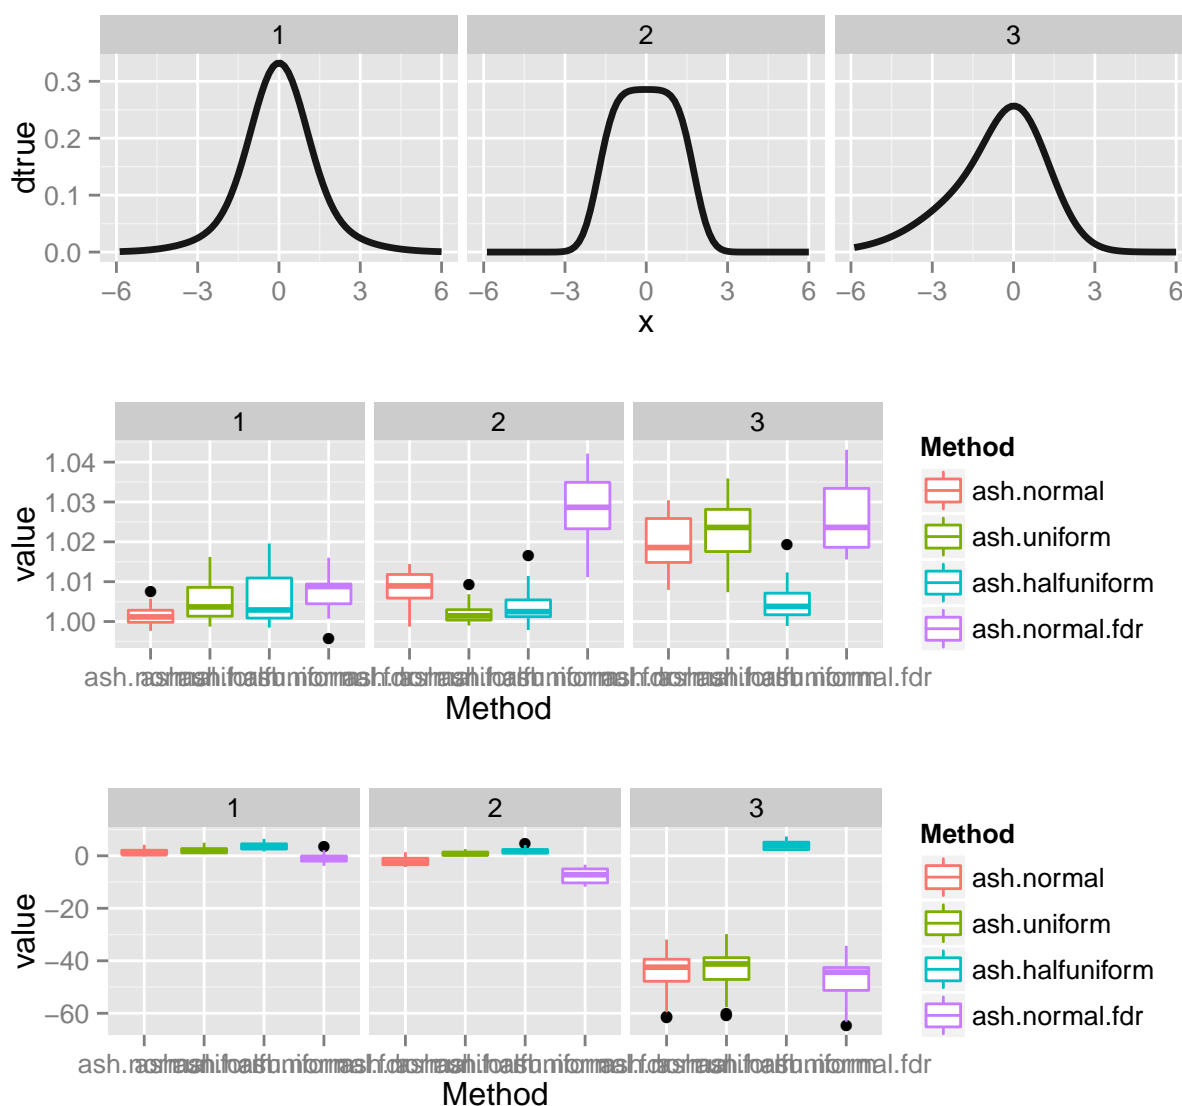 1 2 3
0.3
0.2
0.1
0.0
dtrue
−6 −3 0 3 6 −6 −3 0 3 6 −6 −3 0 3 6
x
1 2 3
1.04
1.03
1.02
1.01
1.00
value
Method
Method
ash.normal
ash.uniform
ash.halfuniform
ash.normal.fdr
1 2 3
0
−20
−40
−60
value
Method
Method
ash.normal
ash.uniform
ash.halfuniform
ash.normal.fdr